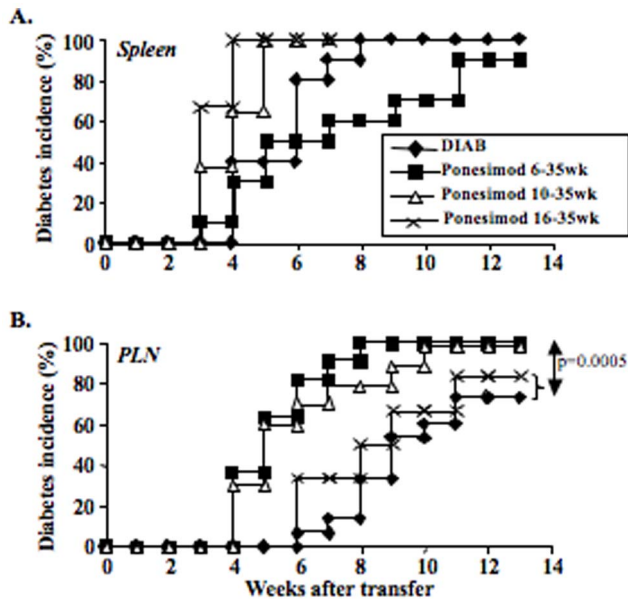 A.
Spleen
Diabetes incidence (%)
100
80
60
40
20
0
0 2 4 6 8 10 12 14
DIAB
Ponesimod 6-35wk
Ponesimod 10-35wk
Ponesimod 16-35wk
B.
PLN
Diabetes incidence (%)
100
80
60
40
20
0
p=0.0005
0 2 4 6 8 10 12 14
Weeks after transfer